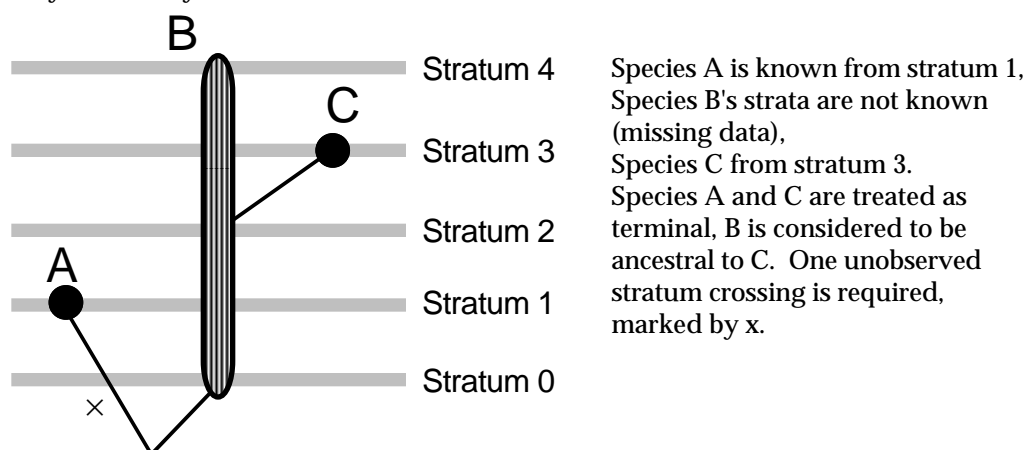 B
Stratum 4
C
Stratum 3
Stratum 2
A
Stratum 1
Stratum 0
×
Species A is known from stratum 1,
Species B's strata are not known
(missing data),
Species C from stratum 3.
Species A and C are treated as
terminal, B is considered to be
ancestral to C. One unobserved
stratum crossing is required,
marked by x.